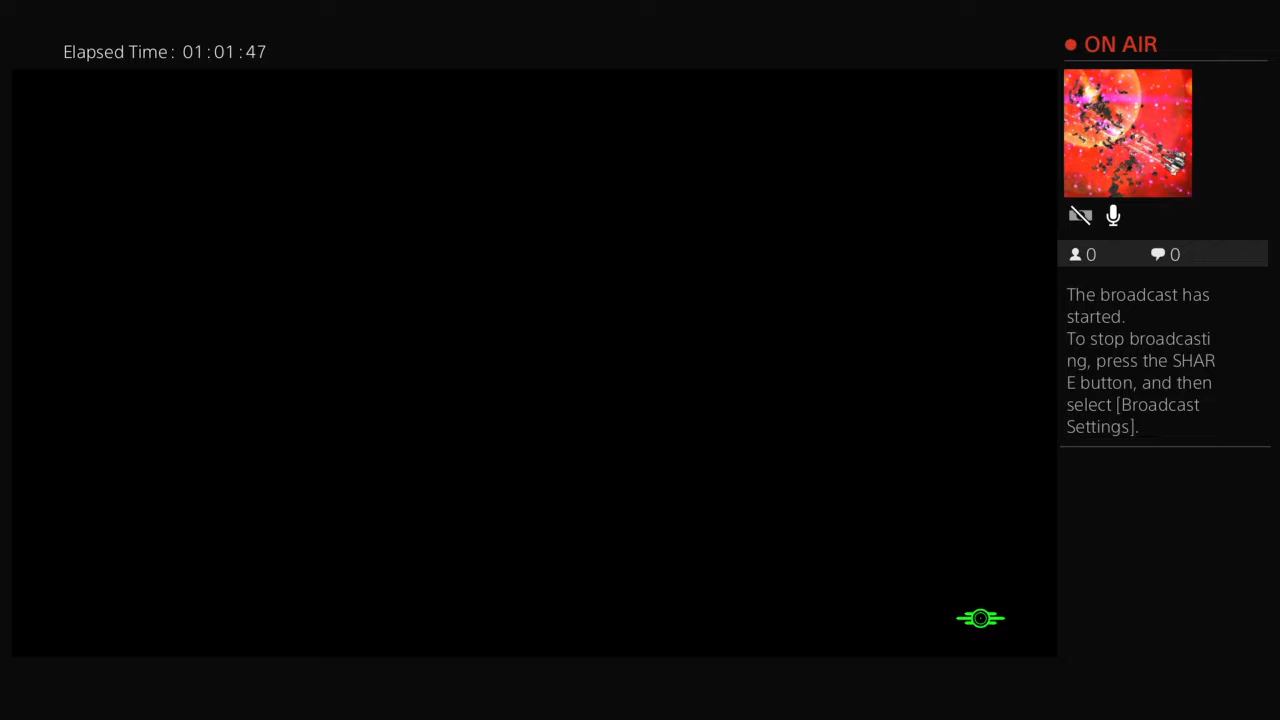 Elapsed Time: 01:01:47
ON AIR
0 0
The broadcast has
started.
To stop broadcasti
ng, press the SHAR
E button, and then
select [Broadcast
Settings].